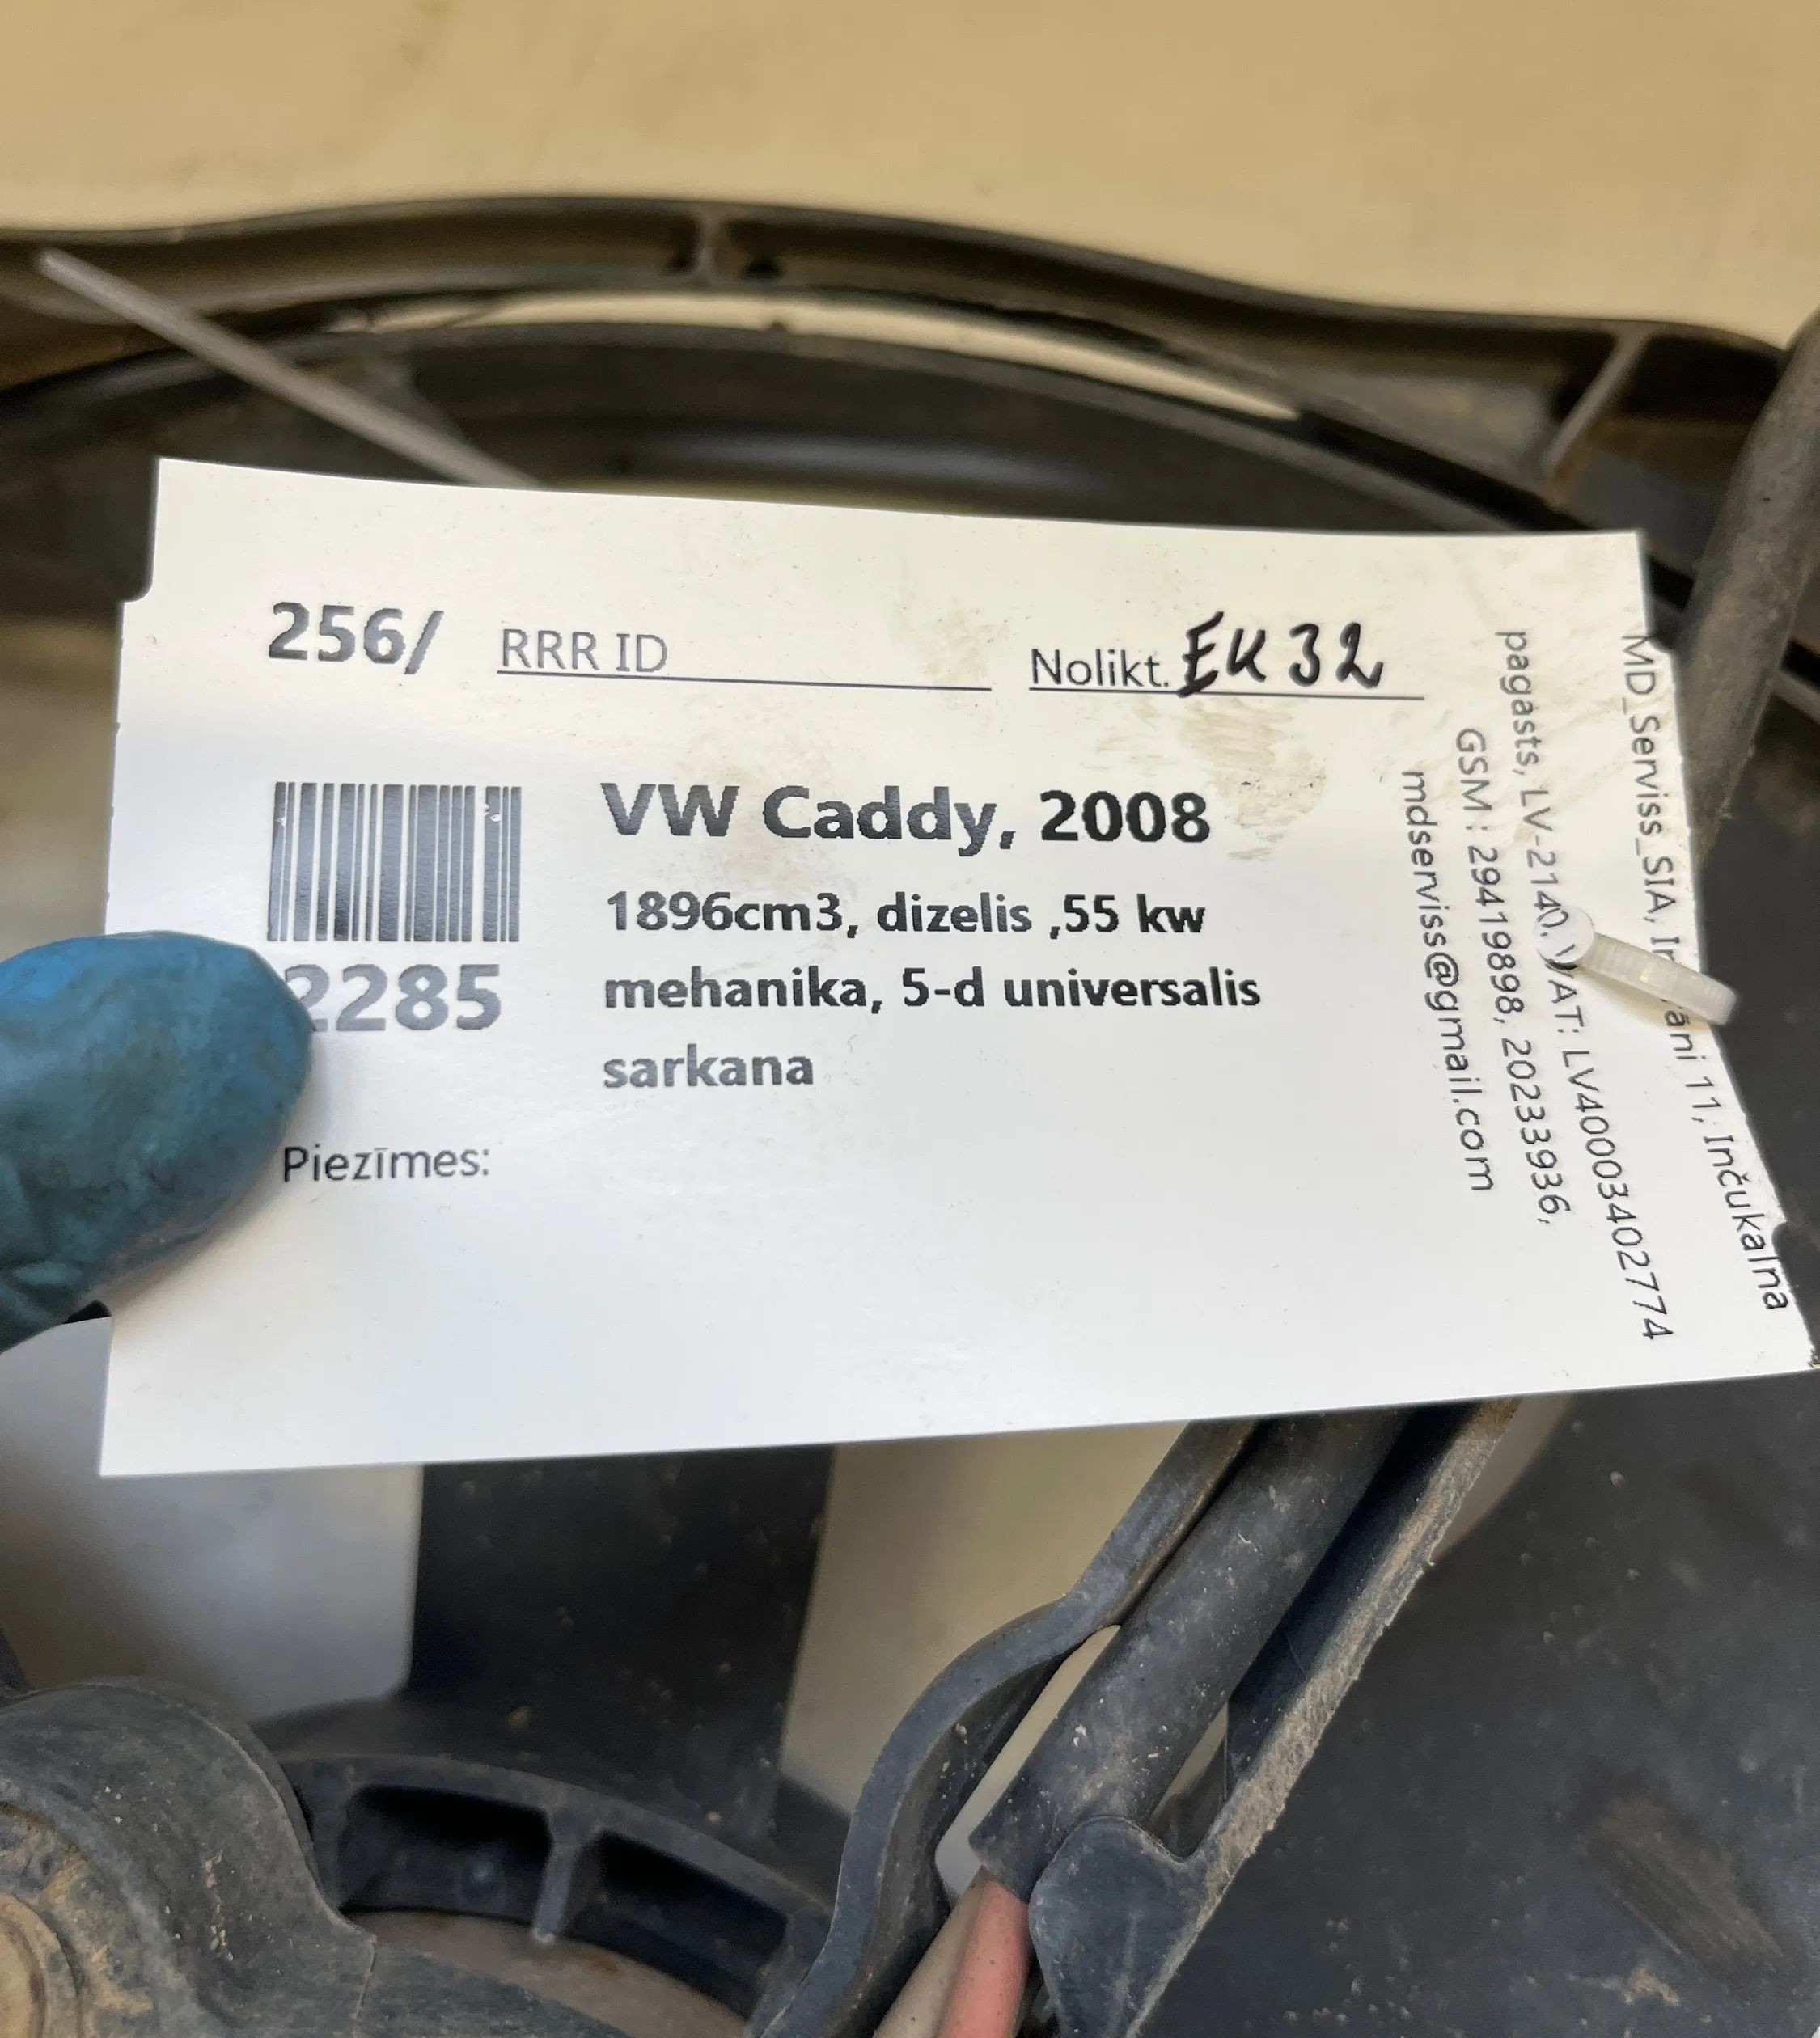 256/ RRR ID Nolikt. EK 32
VW Caddy, 2008
1896cm3, dizelis ,55 kw
2285 mehanika, 5-d universalis
sarkana
Piezīmes:
MD_Serviss_SIA, 11, Inčukalna
pagasts, LV-2140, VAT: LV40003402774
GSM : 29419898, 20233936,
mdserviss@gmail.com